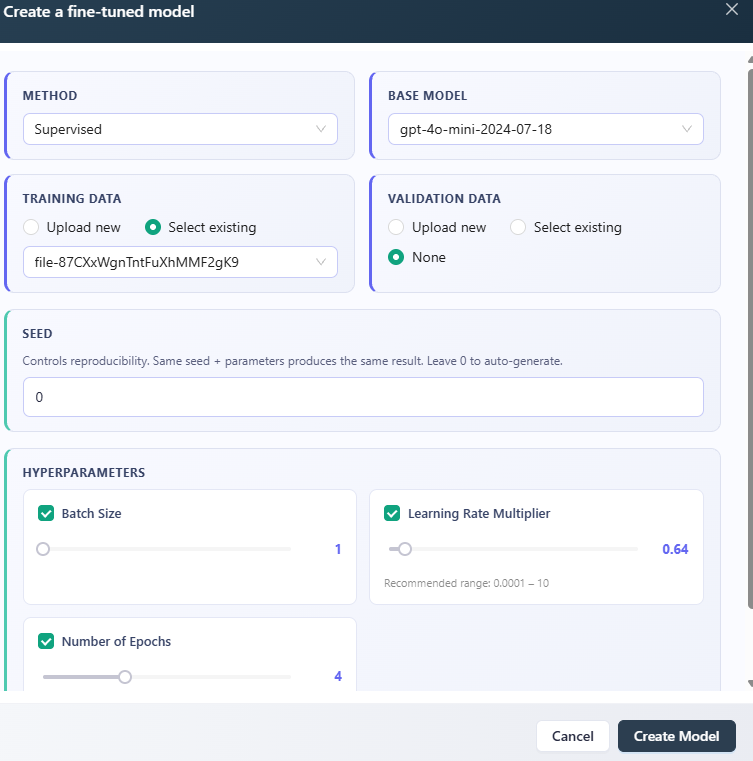 Create a fine-tuned model
METHOD
Supervised
BASE MODEL
gpt-4o-mini-2024-07-18
TRAINING DATA
Upload new
Select existing
file-87CXxWgnTntFuXhMMF2gK9
VALIDATION DATA
Upload new
Select existing
None
SEED
Controls reproducibility. Same seed + parameters produces the same result. Leave 0 to auto-generate.
0
HYPERPARAMETERS
Batch Size
1
Learning Rate Multiplier
0.64
Recommended range: 0.0001 – 10
Number of Epochs
4
Cancel
Create Model